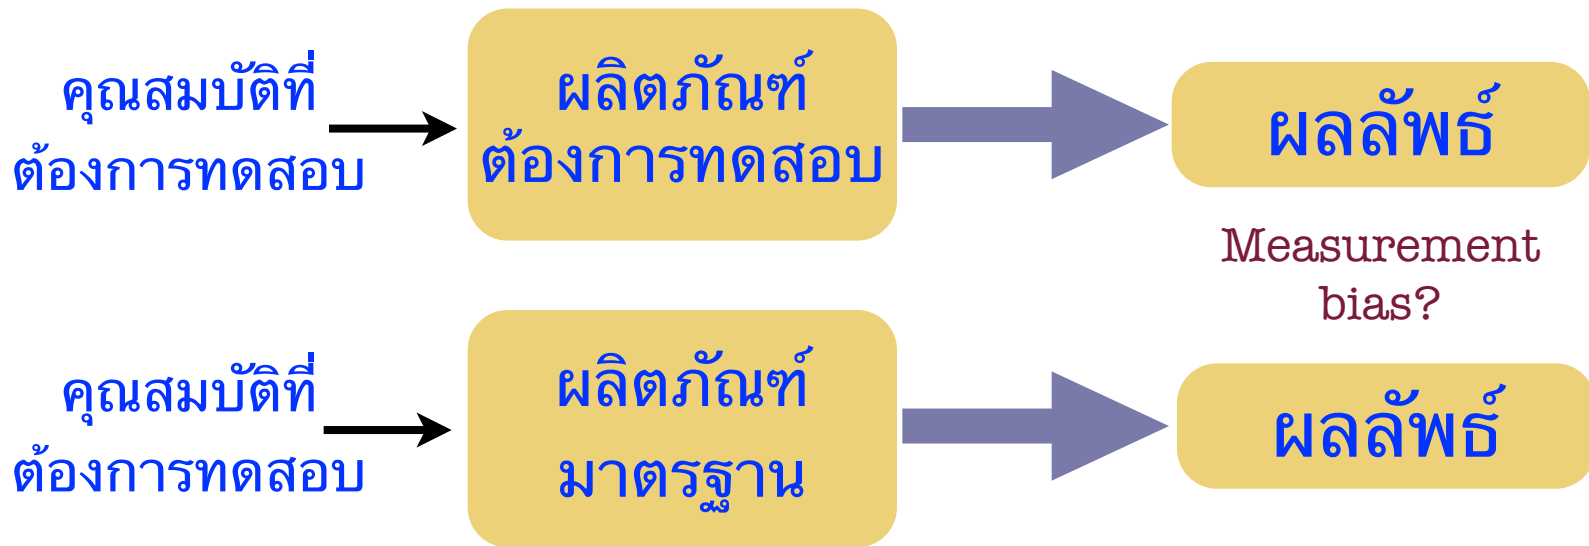 คุณสมบัติที่
ต้องการทดสอบ
ผลิตภัณฑ์
ต้องการทดสอบ
ผลลัพธ์
Measurement
bias?
คุณสมบัติที่
ต้องการทดสอบ
ผลิตภัณฑ์
มาตรฐาน
ผลลัพธ์